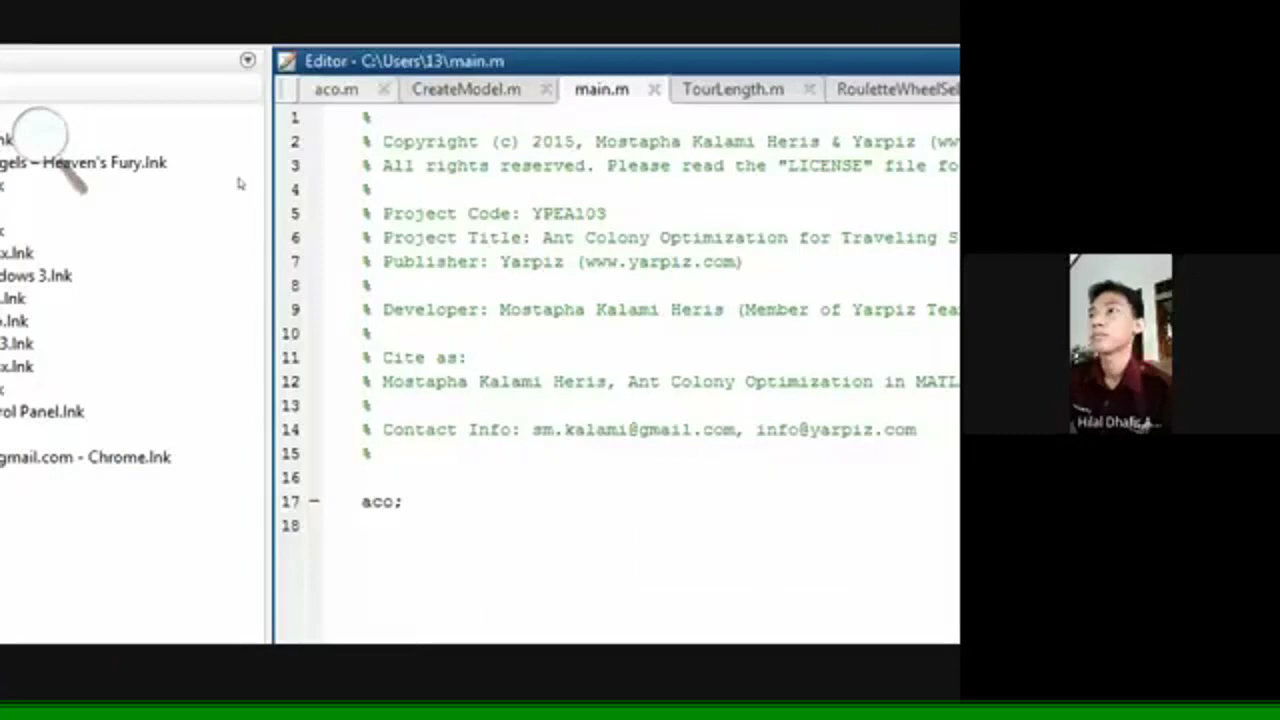 Editor - C:\Users\13\main.m
aco.m
CreateModel.m
main.m
TourLength.m
RouletteWheelSel
gels – Heaven's Fury.lnk
x.lnk
dows 3.lnk
.lnk
.lnk
3.lnk
x.lnk
rol Panel.lnk
gmail.com - Chrome.lnk
1 %
2 % Copyright (c) 2015, Mostapha Kalami Heris & Yarpiz (ww
3 % All rights reserved. Please read the "LICENSE" file fo
4 %
5 % Project Code: YPEA103
6 % Project Title: Ant Colony Optimization for Traveling S
7 % Publisher: Yarpiz (www.yarpiz.com)
8 %
9 % Developer: Mostapha Kalami Heris (Member of Yarpiz Tea
10 %
11 % Cite as:
12 % Mostapha Kalami Heris, Ant Colony Optimization in MATL
13 %
14 % Contact Info: sm.kalami@gmail.com, info@yarpiz.com
15 %
16
17 – aco;
18
Hilal Dhafir A...